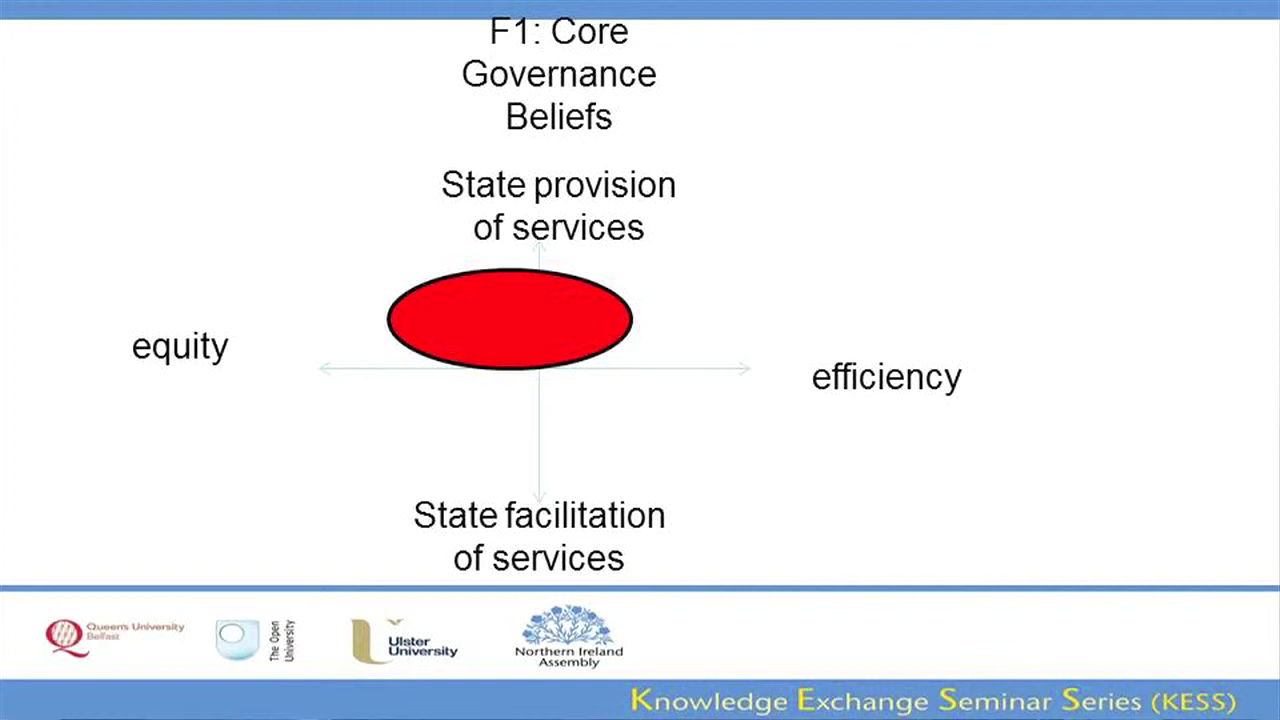 F1: Core
Governance
Beliefs
State provision
of services
equity
efficiency
State facilitation
of services
Queen's University
Belfast
The Open
University
Ulster
University
Northern Ireland
Assembly
Knowledge Exchange Seminar Series (KESS)